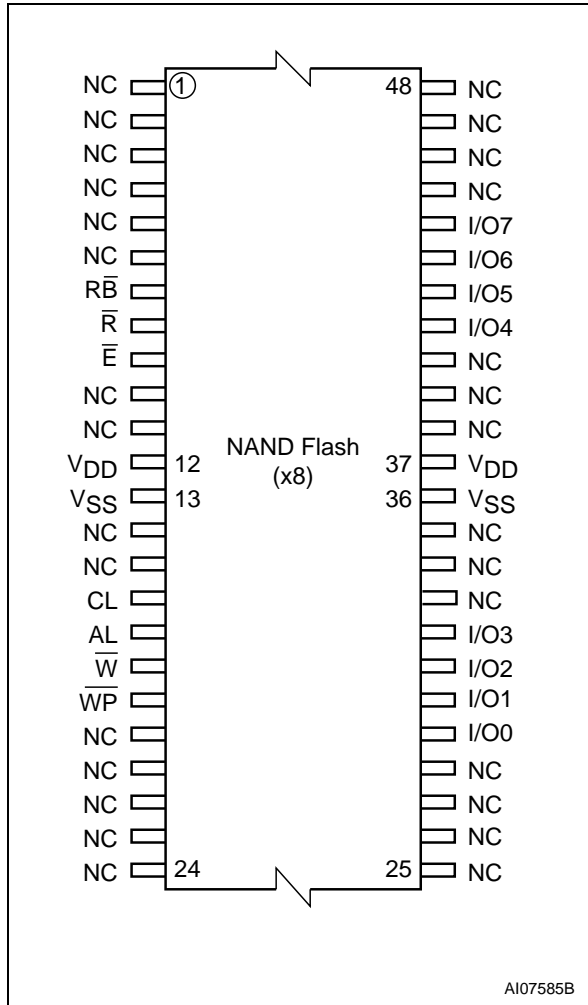 NC 1 48 NC
NC NC
NC NC
NC NC
NC I/O7
NC I/O6
RB̅ I/O5
R̅ I/O4
E̅ NC
NC NC
NC NC
VDD 12 NAND Flash 37 VDD
(x8)
VSS 13 36 VSS
NC NC
NC NC
CL NC
AL I/O3
W̅ I/O2
W̅P̅ I/O1
NC I/O0
NC NC
NC NC
NC NC
NC 24 25 NC
AI07585B